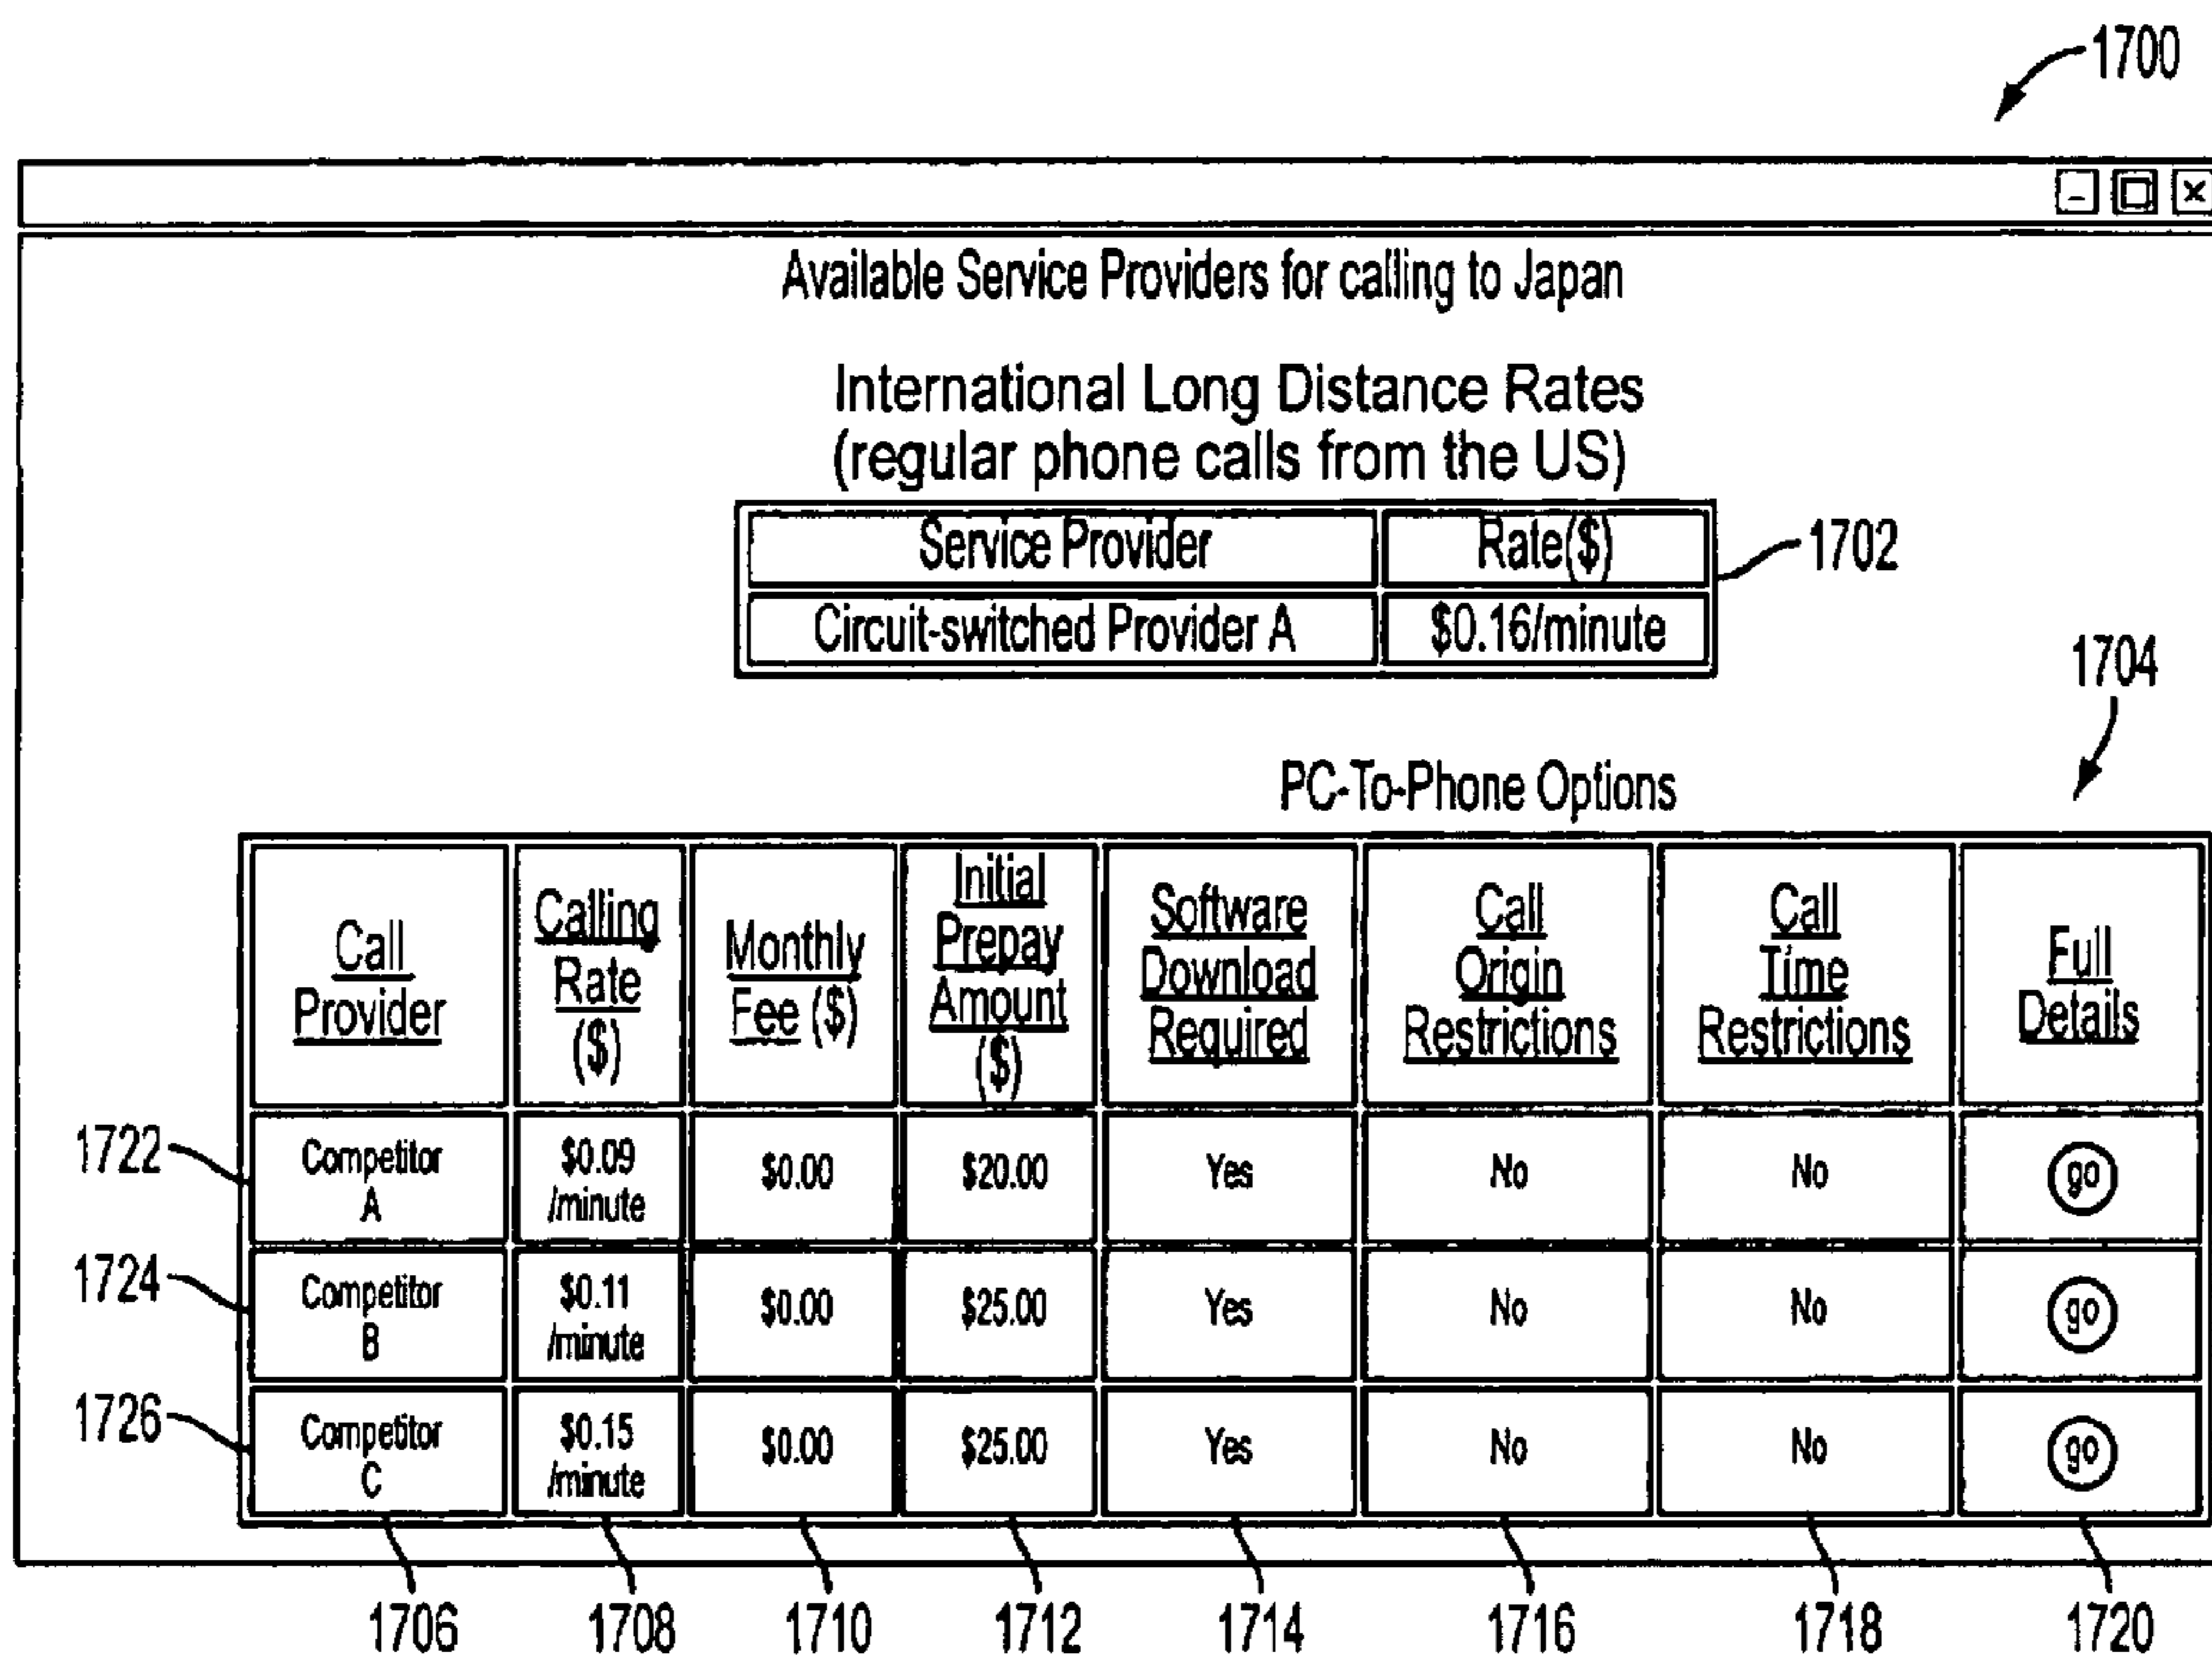 1700
Available Service Providers for calling to Japan
International Long Distance Rates
(regular phone calls from the US)
Service Provider Rate($)
1702
Circuit-switched Provider A $0.16/minute
1704
PC-To-Phone Options
Call Provider Calling Rate ($) Monthly Fee ($) Initial Prepay Amount ($) Software Download Required Call Origin Restrictions Call Time Restrictions Full Details
1722 Competitor A $0.09 /minute $0.00 $20.00 Yes No No go
1724 Competitor B $0.11 /minute $0.00 $25.00 Yes No No go
1726 Competitor C $0.15 /minute $0.00 $25.00 Yes No No go
1706 1708 1710 1712 1714 1716 1718 1720